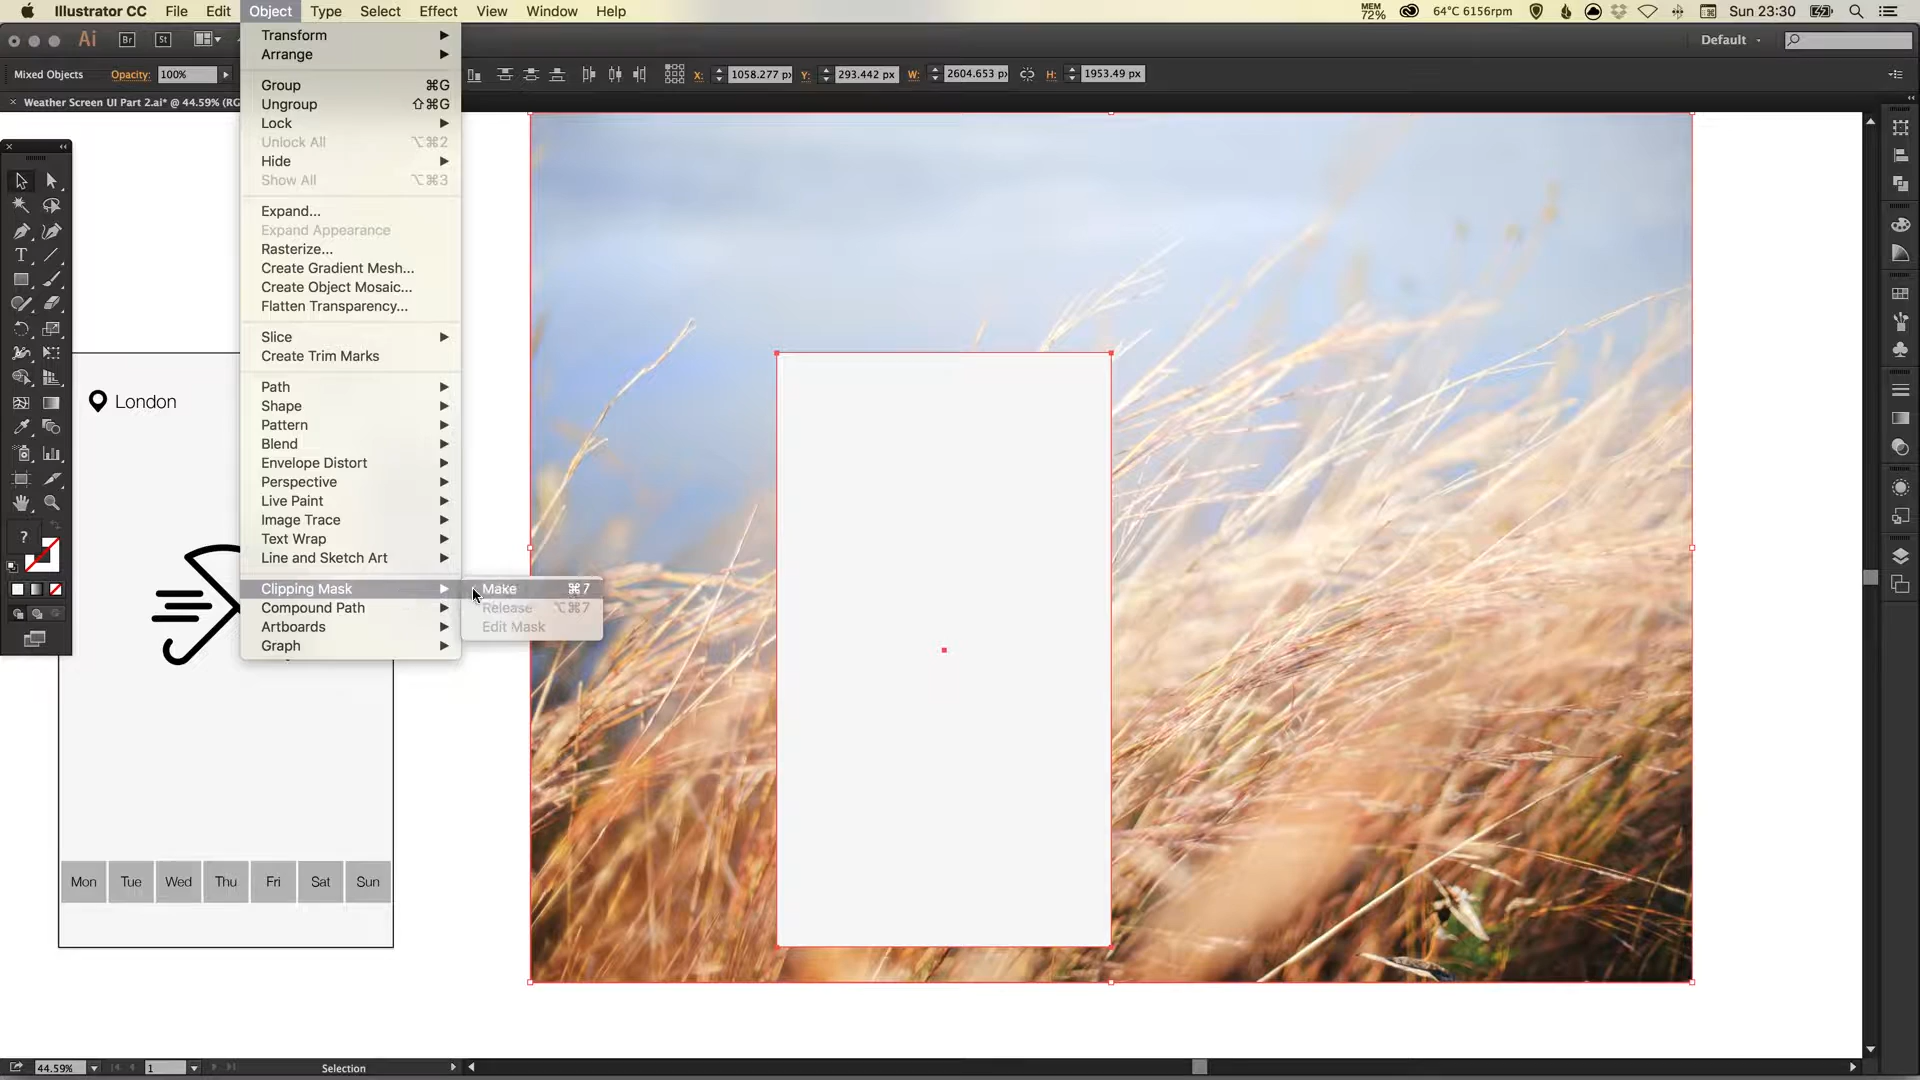 Illustrator CC File Edit Object Type Select Effect View Window Help MEM 72% 64°C 6156rpm Sun 23:30
Ai Br St Default
Mixed Objects Opacity: 100% X: 1058.277 px Y: 293.442 px W: 2604.653 px H: 1953.49 px
× Weather Screen UI Part 2.ai* @ 44.59% (RG
Transform
Arrange
Group ⌘G
Ungroup ⇧⌘G
Lock
Unlock All ⌥⌘2
Hide
Show All ⌥⌘3
Expand...
Expand Appearance
Rasterize...
Create Gradient Mesh...
Create Object Mosaic...
Flatten Transparency...
Slice
Create Trim Marks
Path
Shape
Pattern
Blend
Envelope Distort
Perspective
Live Paint
Image Trace
Text Wrap
Line and Sketch Art
Clipping Mask
Compound Path
Artboards
Graph
Make ⌘7
Release ⌥⌘7
Edit Mask
London
Mon Tue Wed Thu Fri Sat Sun
44.59% 1 Selection